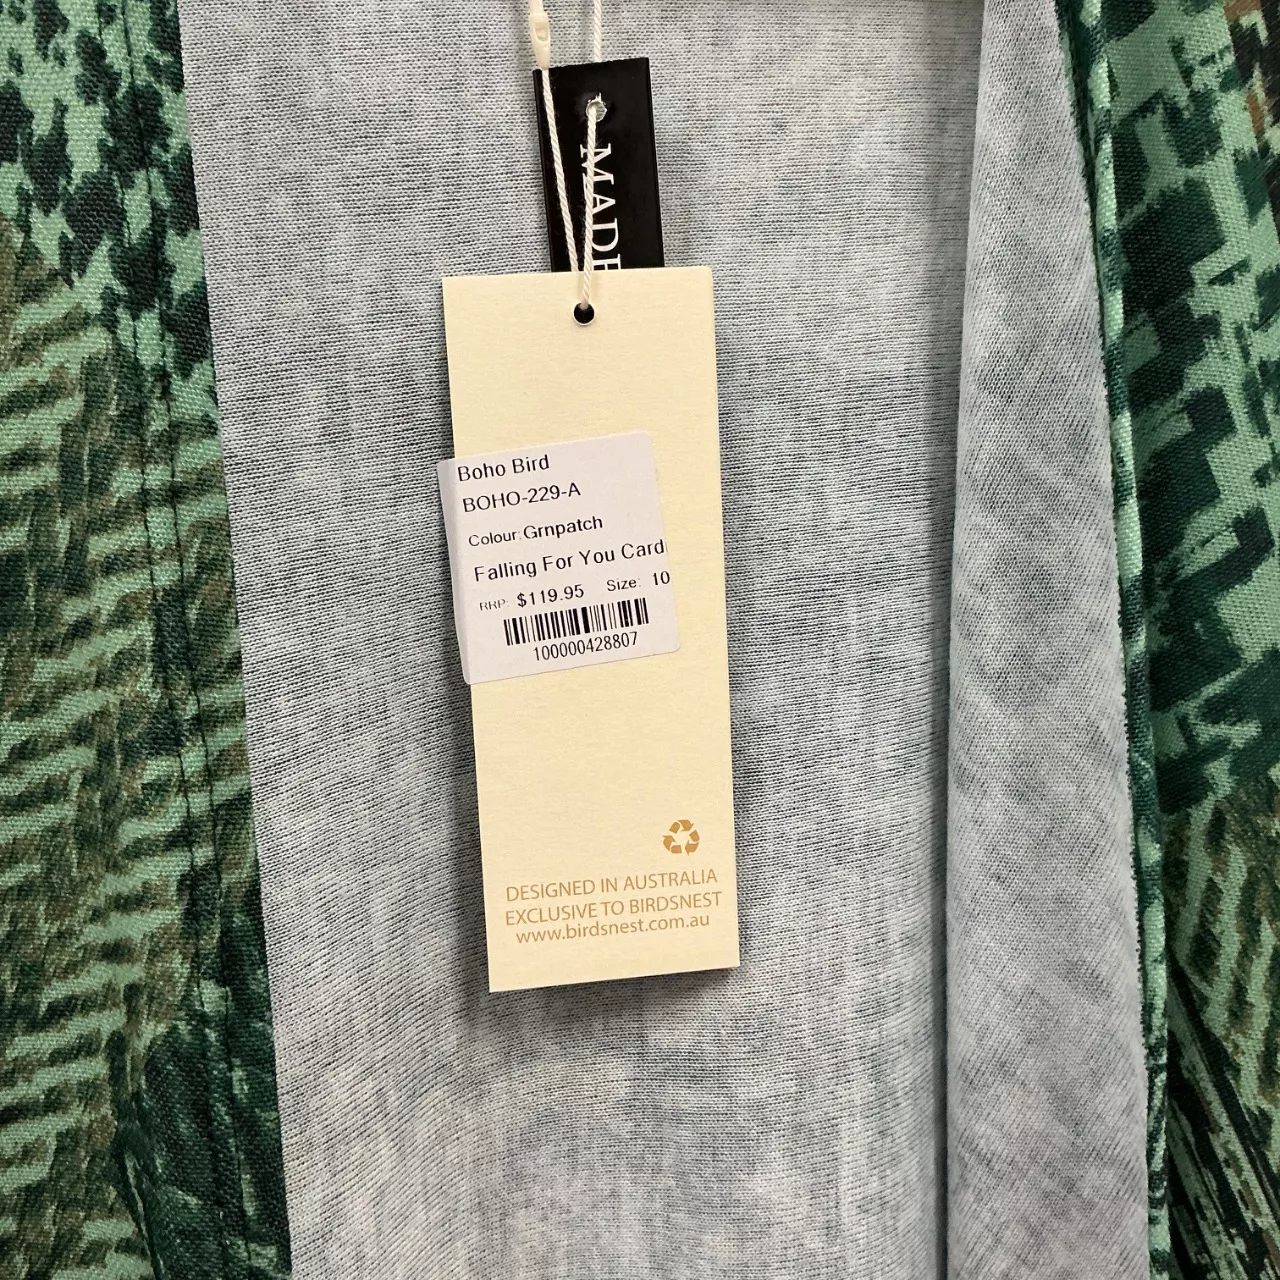 MADE
Boho Bird
BOHO-229-A
Colour: Grnpatch
Falling For You Cardi
RRP: $119.95 Size: 10
100000428807
DESIGNED IN AUSTRALIA
EXCLUSIVE TO BIRDSNEST
www.birdsnest.com.au